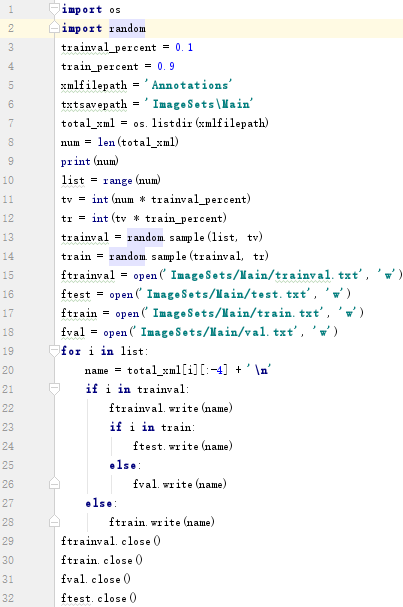 1 import os
2 import random
3 trainval_percent = 0.1
4 train_percent = 0.9
5 xmlfilepath = 'Annotations'
6 txtsavepath = 'ImageSets\Main'
7 total_xml = os.listdir(xmlfilepath)
8 num = len(total_xml)
9 print(num)
10 list = range(num)
11 tv = int(num * trainval_percent)
12 tr = int(tv * train_percent)
13 trainval = random.sample(list, tv)
14 train = random.sample(trainval, tr)
15 ftrainval = open('ImageSets/Main/trainval.txt', 'w')
16 ftest = open('ImageSets/Main/test.txt', 'w')
17 ftrain = open('ImageSets/Main/train.txt', 'w')
18 fval = open('ImageSets/Main/val.txt', 'w')
19 for i in list:
20     name = total_xml[i][:-4] + '\n'
21     if i in trainval:
22         ftrainval.write(name)
23         if i in train:
24             ftest.write(name)
25         else:
26             fval.write(name)
27     else:
28         ftrain.write(name)
29 ftrainval.close()
30 ftrain.close()
31 fval.close()
32 ftest.close()